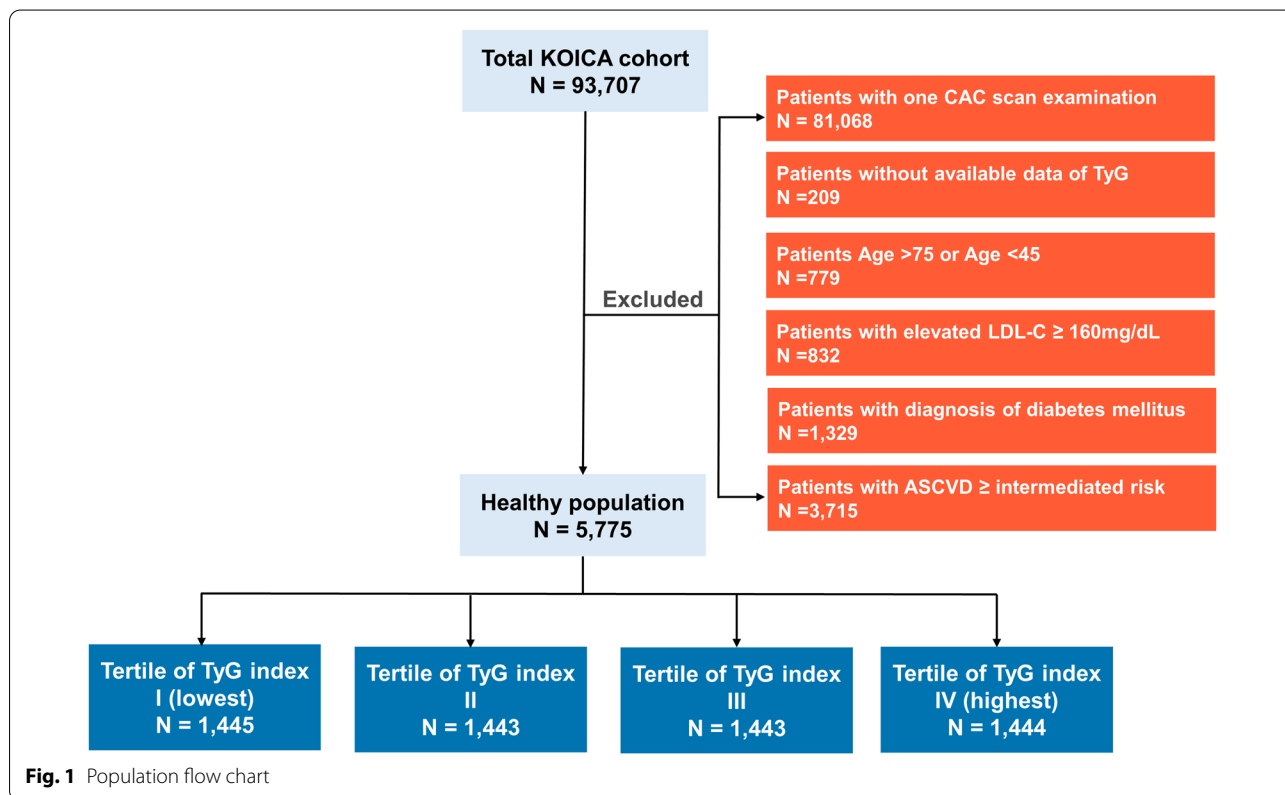 Total KOICA cohort
N = 93,707
Patients with one CAC scan examination
N = 81,068
Patients without available data of TyG
N =209
Patients Age >75 or Age <45
N =779
Excluded
Patients with elevated LDL-C ≥ 160mg/dL
N =832
Patients with diagnosis of diabetes mellitus
N =1,329
Patients with ASCVD ≥ intermediated risk
N =3,715
Healthy population
N = 5,775
Tertile of TyG index
I (lowest)
N = 1,445
Tertile of TyG index
II
N = 1,443
Tertile of TyG index
III
N = 1,443
Tertile of TyG index
IV (highest)
N = 1,444
Fig. 1 Population flow chart